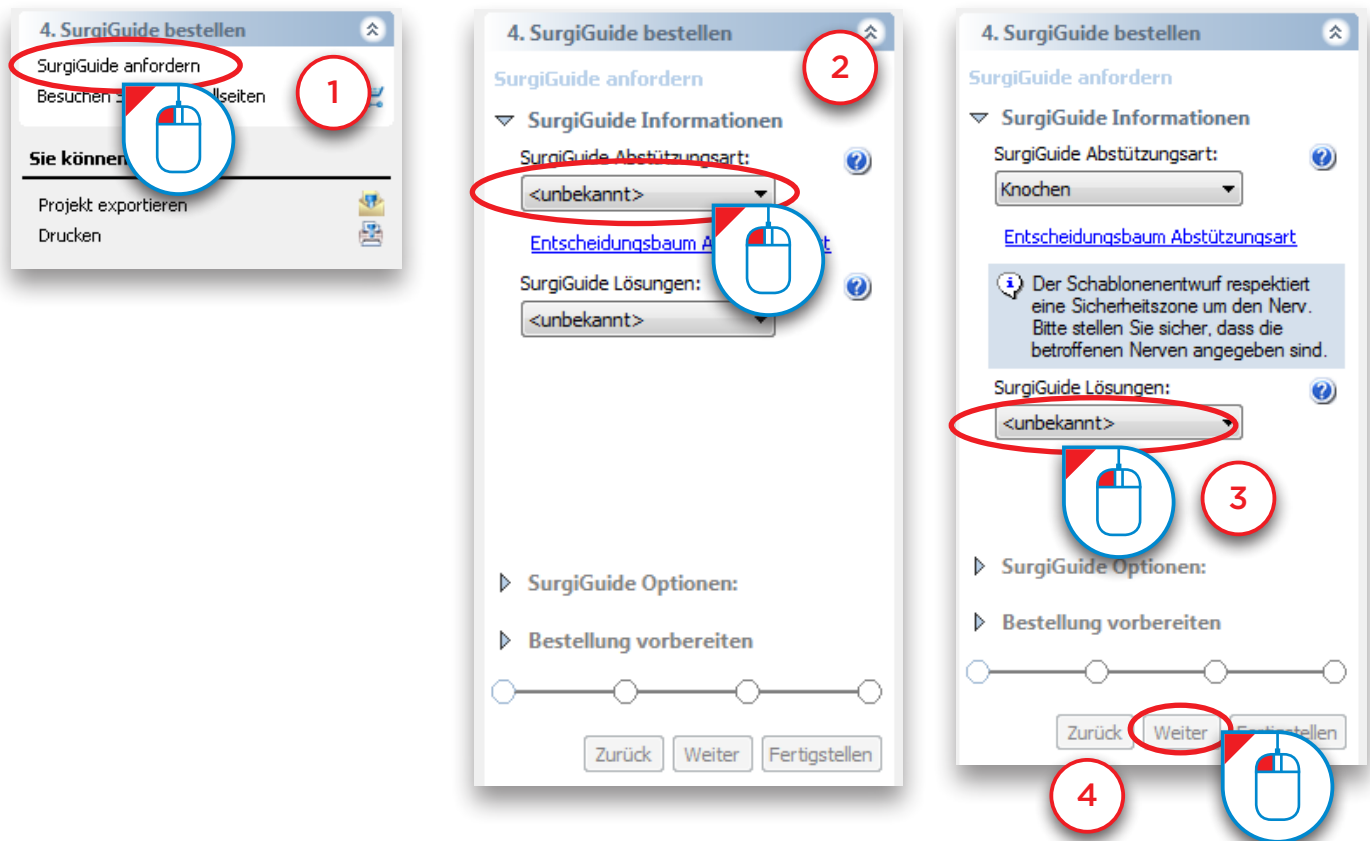 4. SurgiGuide bestellen
SurgiGuide anfordern
Besuchen
seiten
1
Sie können
Projekt exportieren
Drucken
4. SurgiGuide bestellen
2
SurgiGuide anfordern
SurgiGuide Informationen
SurgiGuide Abstützungsart:
<unbekannt>
Entscheidungsbaum
SurgiGuide Lösungen:
<unbekannt>
SurgiGuide Optionen:
Bestellung vorbereiten
Zurück
Weiter
Fertigstellen
4. SurgiGuide bestellen
SurgiGuide anfordern
SurgiGuide Informationen
SurgiGuide Abstützungsart:
Knochen
Entscheidungsbaum Abstützungsart
Der Schablonenentwurf respektiert
eine Sicherheitszone um den Nerv.
Bitte stellen Sie sicher, dass die
betroffenen Nerven angegeben sind.
SurgiGuide Lösungen:
<unbekannt>
3
SurgiGuide Optionen:
Bestellung vorbereiten
Zurück
Weiter
Fertigstellen
4